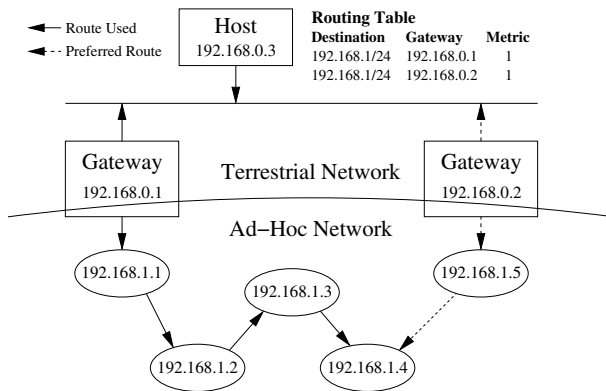 Route Used
Preferred Route
Host
192.168.0.3
Routing Table
Destination Gateway Metric
192.168.1/24 192.168.0.1 1
192.168.1/24 192.168.0.2 1
Gateway
192.168.0.1
Terrestrial Network
Gateway
192.168.0.2
Ad−Hoc Network
192.168.1.1
192.168.1.3
192.168.1.5
192.168.1.2
192.168.1.4